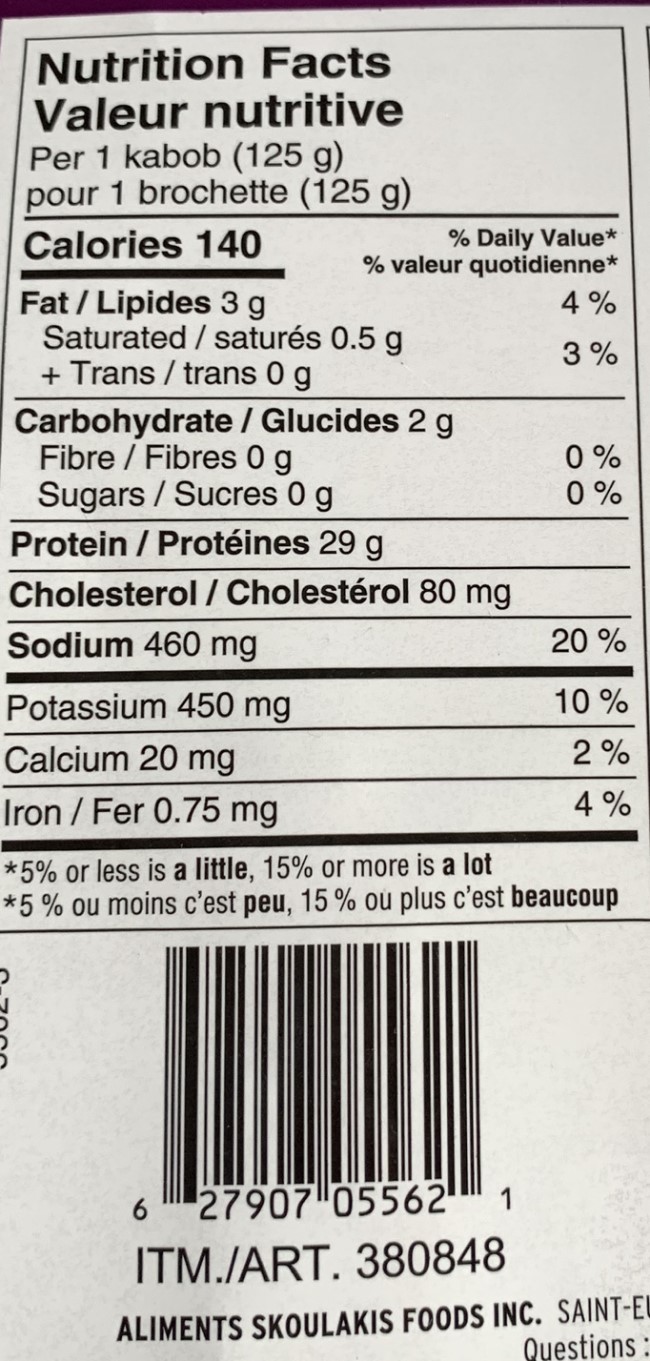 Nutrition Facts
Valeur nutritive
Per 1 kabob (125 g)
pour 1 brochette (125 g)
Calories 140
% Daily Value*
% valeur quotidienne*
Fat / Lipides 3 g 4 %
Saturated / saturés 0.5 g
+ Trans / trans 0 g
3 %
Carbohydrate / Glucides 2 g
Fibre / Fibres 0 g 0 %
Sugars / Sucres 0 g 0 %
Protein / Protéines 29 g
Cholesterol / Cholestérol 80 mg
Sodium 460 mg 20 %
Potassium 450 mg 10 %
Calcium 20 mg 2 %
Iron / Fer 0.75 mg 4 %
*5% or less is a little, 15% or more is a lot
*5 % ou moins c'est peu, 15 % ou plus c'est beaucoup
6 27907 05562 1
ITM./ART. 380848
ALIMENTS SKOULAKIS FOODS INC. SAINT-EU
Questions :